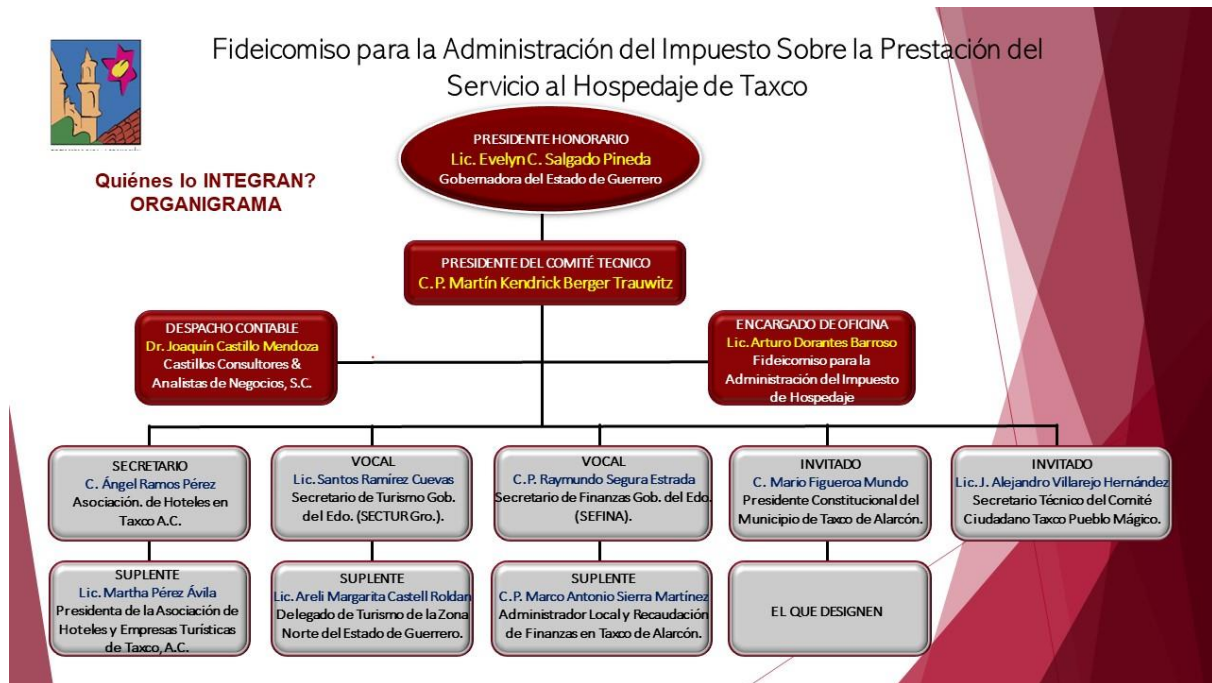 Fideicomiso para la Administración del Impuesto Sobre la Prestación del
Servicio al Hospedaje de Taxco
Quiénes lo INTEGRAN?
ORGANIGRAMA
PRESIDENTE HONORARIO
Lic. Evelyn C. Salgado Pineda
Gobernadora del Estado de Guerrero
PRESIDENTE DEL COMITÉ TECNICO
C.P. Martín Kendrick Berger Trauwitz
DESPACHO CONTABLE
Dr. Joaquín Castillo Mendoza
Castillos Consultores &
Analistas de Negocios, S.C.
ENCARGADO DE OFICINA
Lic. Arturo Dorantes Barroso
Fideicomiso para la
Administración del Impuesto
de Hospedaje
SECRETARIO
C. Ángel Ramos Pérez
Asociación. de Hoteles en
Taxco A.C.
VOCAL
Lic. Santos Ramírez Cuevas
Secretario de Turismo Gob.
del Edo. (SECTUR Gro.).
VOCAL
C.P. Raymundo Segura Estrada
Secretario de Finanzas Gob. del Edo.
(SEFINA).
INVITADO
C. Mario Figueroa Mundo
Presidente Constitucional del
Municipio de Taxco de Alarcón.
INVITADO
Lic. J. Alejandro Villarejo Hernández
Secretario Técnico del Comité
Ciudadano Taxco Pueblo Mágico.
SUPLENTE
Lic. Martha Pérez Ávila
Presidenta de la Asociación de
Hoteles y Empresas Turísticas
de Taxco, A.C.
SUPLENTE
Lic. Areli Margarita Castell Roldan
Delegado de Turismo de la Zona
Norte del Estado de Guerrero.
SUPLENTE
C.P. Marco Antonio Sierra Martínez
Administrador Local y Recaudación
de Finanzas en Taxco de Alarcón.
EL QUE DESIGNEN